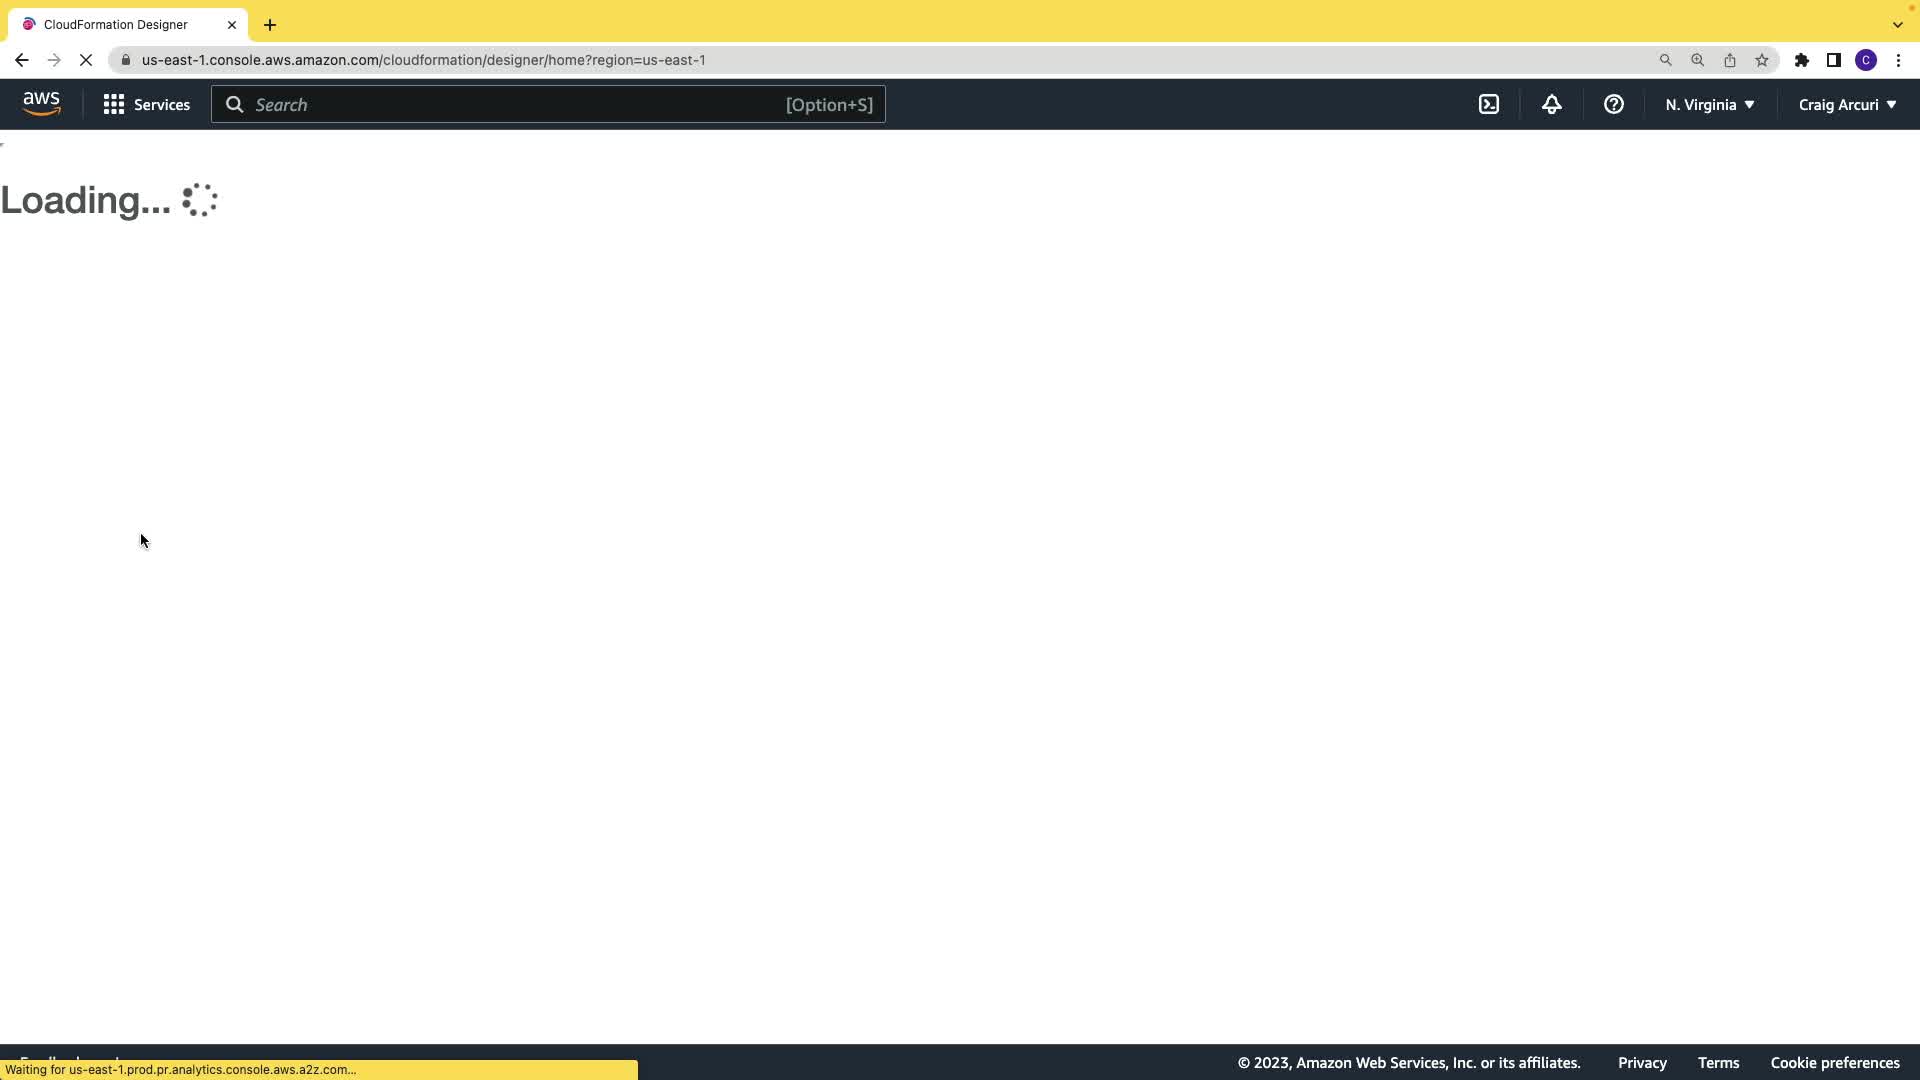 CloudFormation Designer
us-east-1.console.aws.amazon.com/cloudformation/designer/home?region=us-east-1
C
aws
Services
Search
[Option+S]
N. Virginia
Craig Arcuri
Loading...
© 2023, Amazon Web Services, Inc. or its affiliates.
Privacy
Terms
Cookie preferences
Waiting for us-east-1.prod.pr.analytics.console.aws.a2z.com...